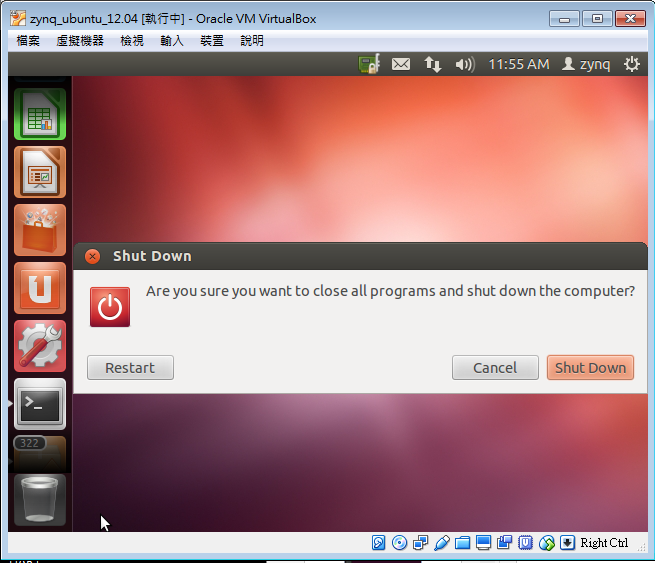 zynq_ubuntu_12.04 [執行中] - Oracle VM VirtualBox
檔案 虛擬機器 檢視 輸入 裝置 說明
11:55 AM zynq
Shut Down
Are you sure you want to close all programs and shut down the computer?
Restart Cancel Shut Down
322
Right Ctrl